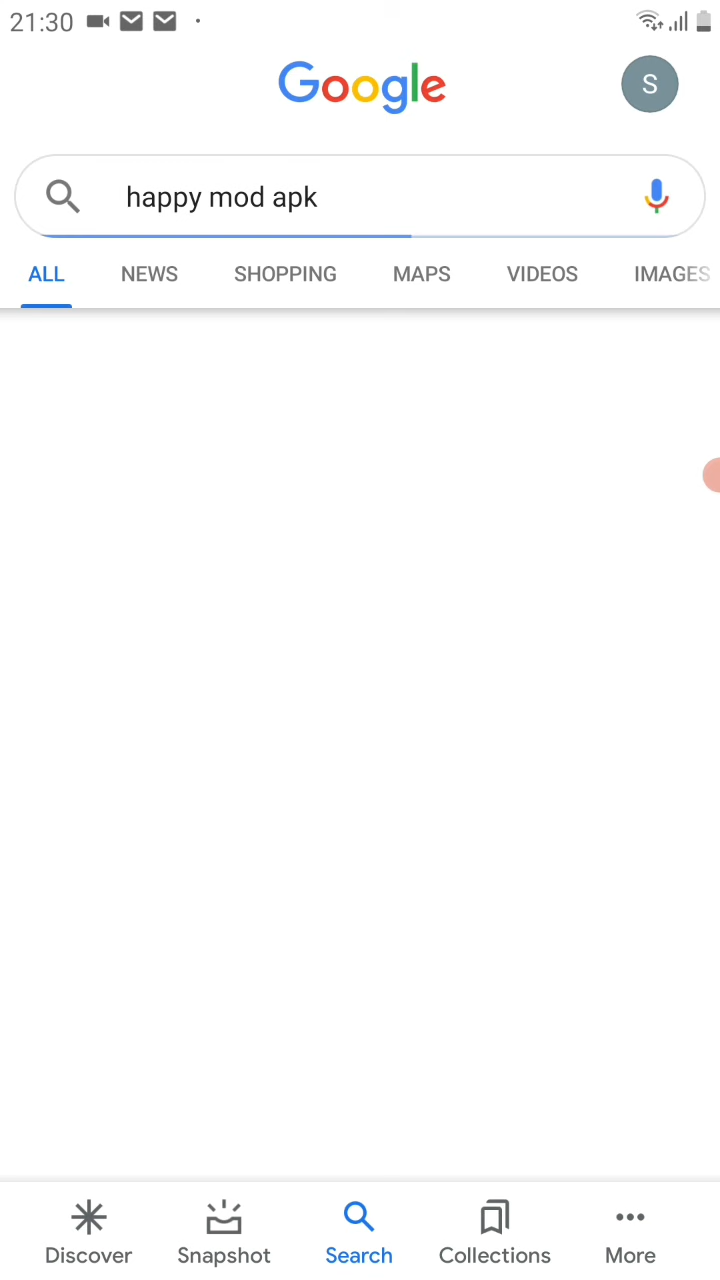 21:30
Google
S
happy mod apk
ALL NEWS SHOPPING MAPS VIDEOS IMAGES
Discover Snapshot Search Collections More